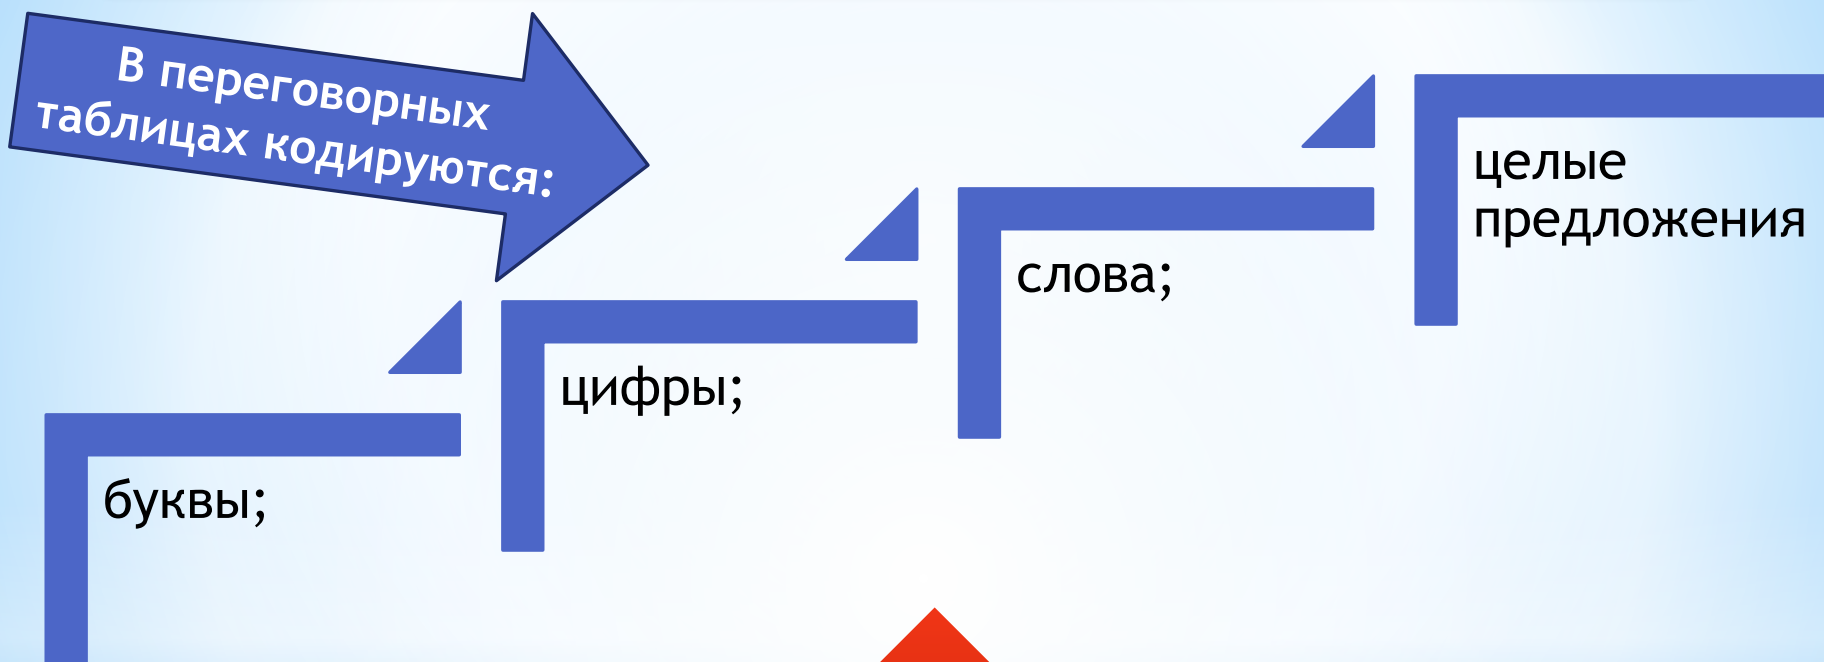 В переговорных
таблицах кодируются:
буквы;
цифры;
слова;
целые
предложения